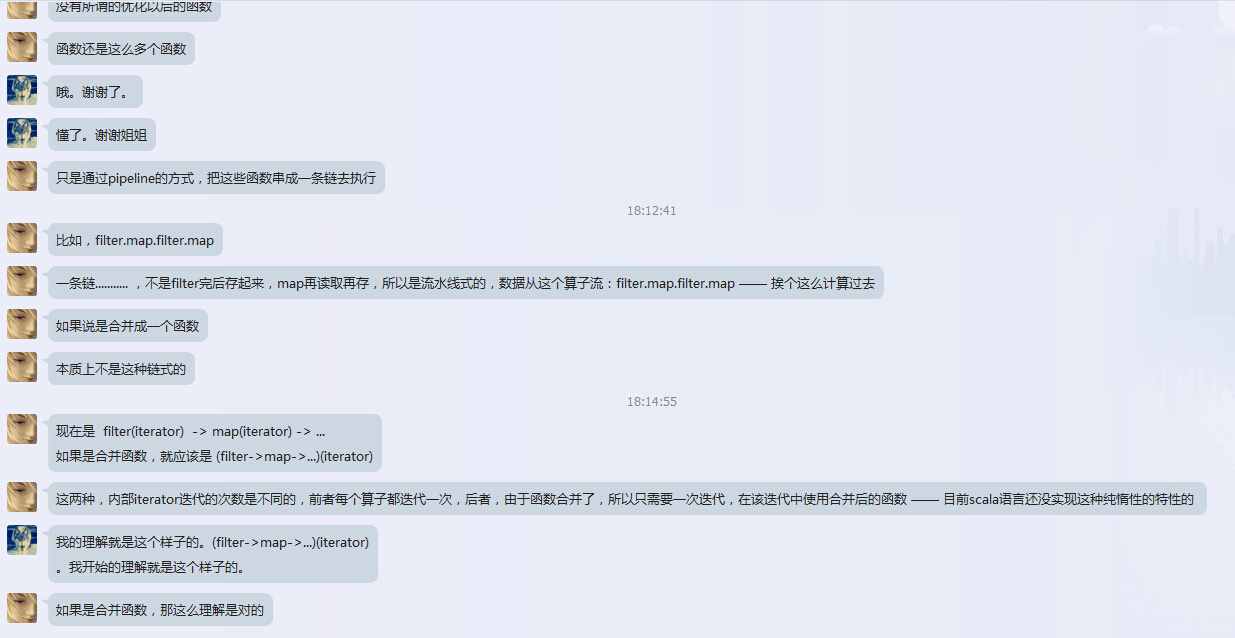 没有所谓的优化以后的函数
函数还是这么多个函数
哦。谢谢了。
懂了。谢谢姐姐
只是通过pipeline的方式，把这些函数串成一条链去执行
18:12:41
比如，filter.map.filter.map
一条链........... ，不是filter完后存起来，map再读取再存，所以是流水线式的，数据从这个算子流：filter.map.filter.map —— 挨个这么计算过去
如果说是合并成一个函数
本质上不是这种链式的
18:14:55
现在是  filter(iterator)  -> map(iterator) -> ...
如果是合并函数，就应该是 (filter->map->...)(iterator)
这两种，内部iterator迭代的次数是不同的，前者每个算子都迭代一次，后者，由于函数合并了，所以只需要一次迭代，在该迭代中使用合并后的函数 —— 目前scala语言还没实现这种纯惰性的特性的
我的理解就是这个样子的。(filter->map->...)(iterator)
。我开始的理解就是这个样子的。
如果是合并函数，那这么理解是对的